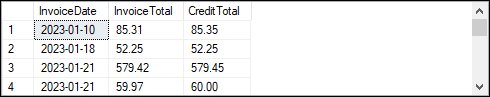 InvoiceDate InvoiceTotal CreditTotal
1 2023-01-10 85.31 85.35
2 2023-01-18 52.25 52.25
3 2023-01-21 579.42 579.45
4 2023-01-21 59.97 60.00